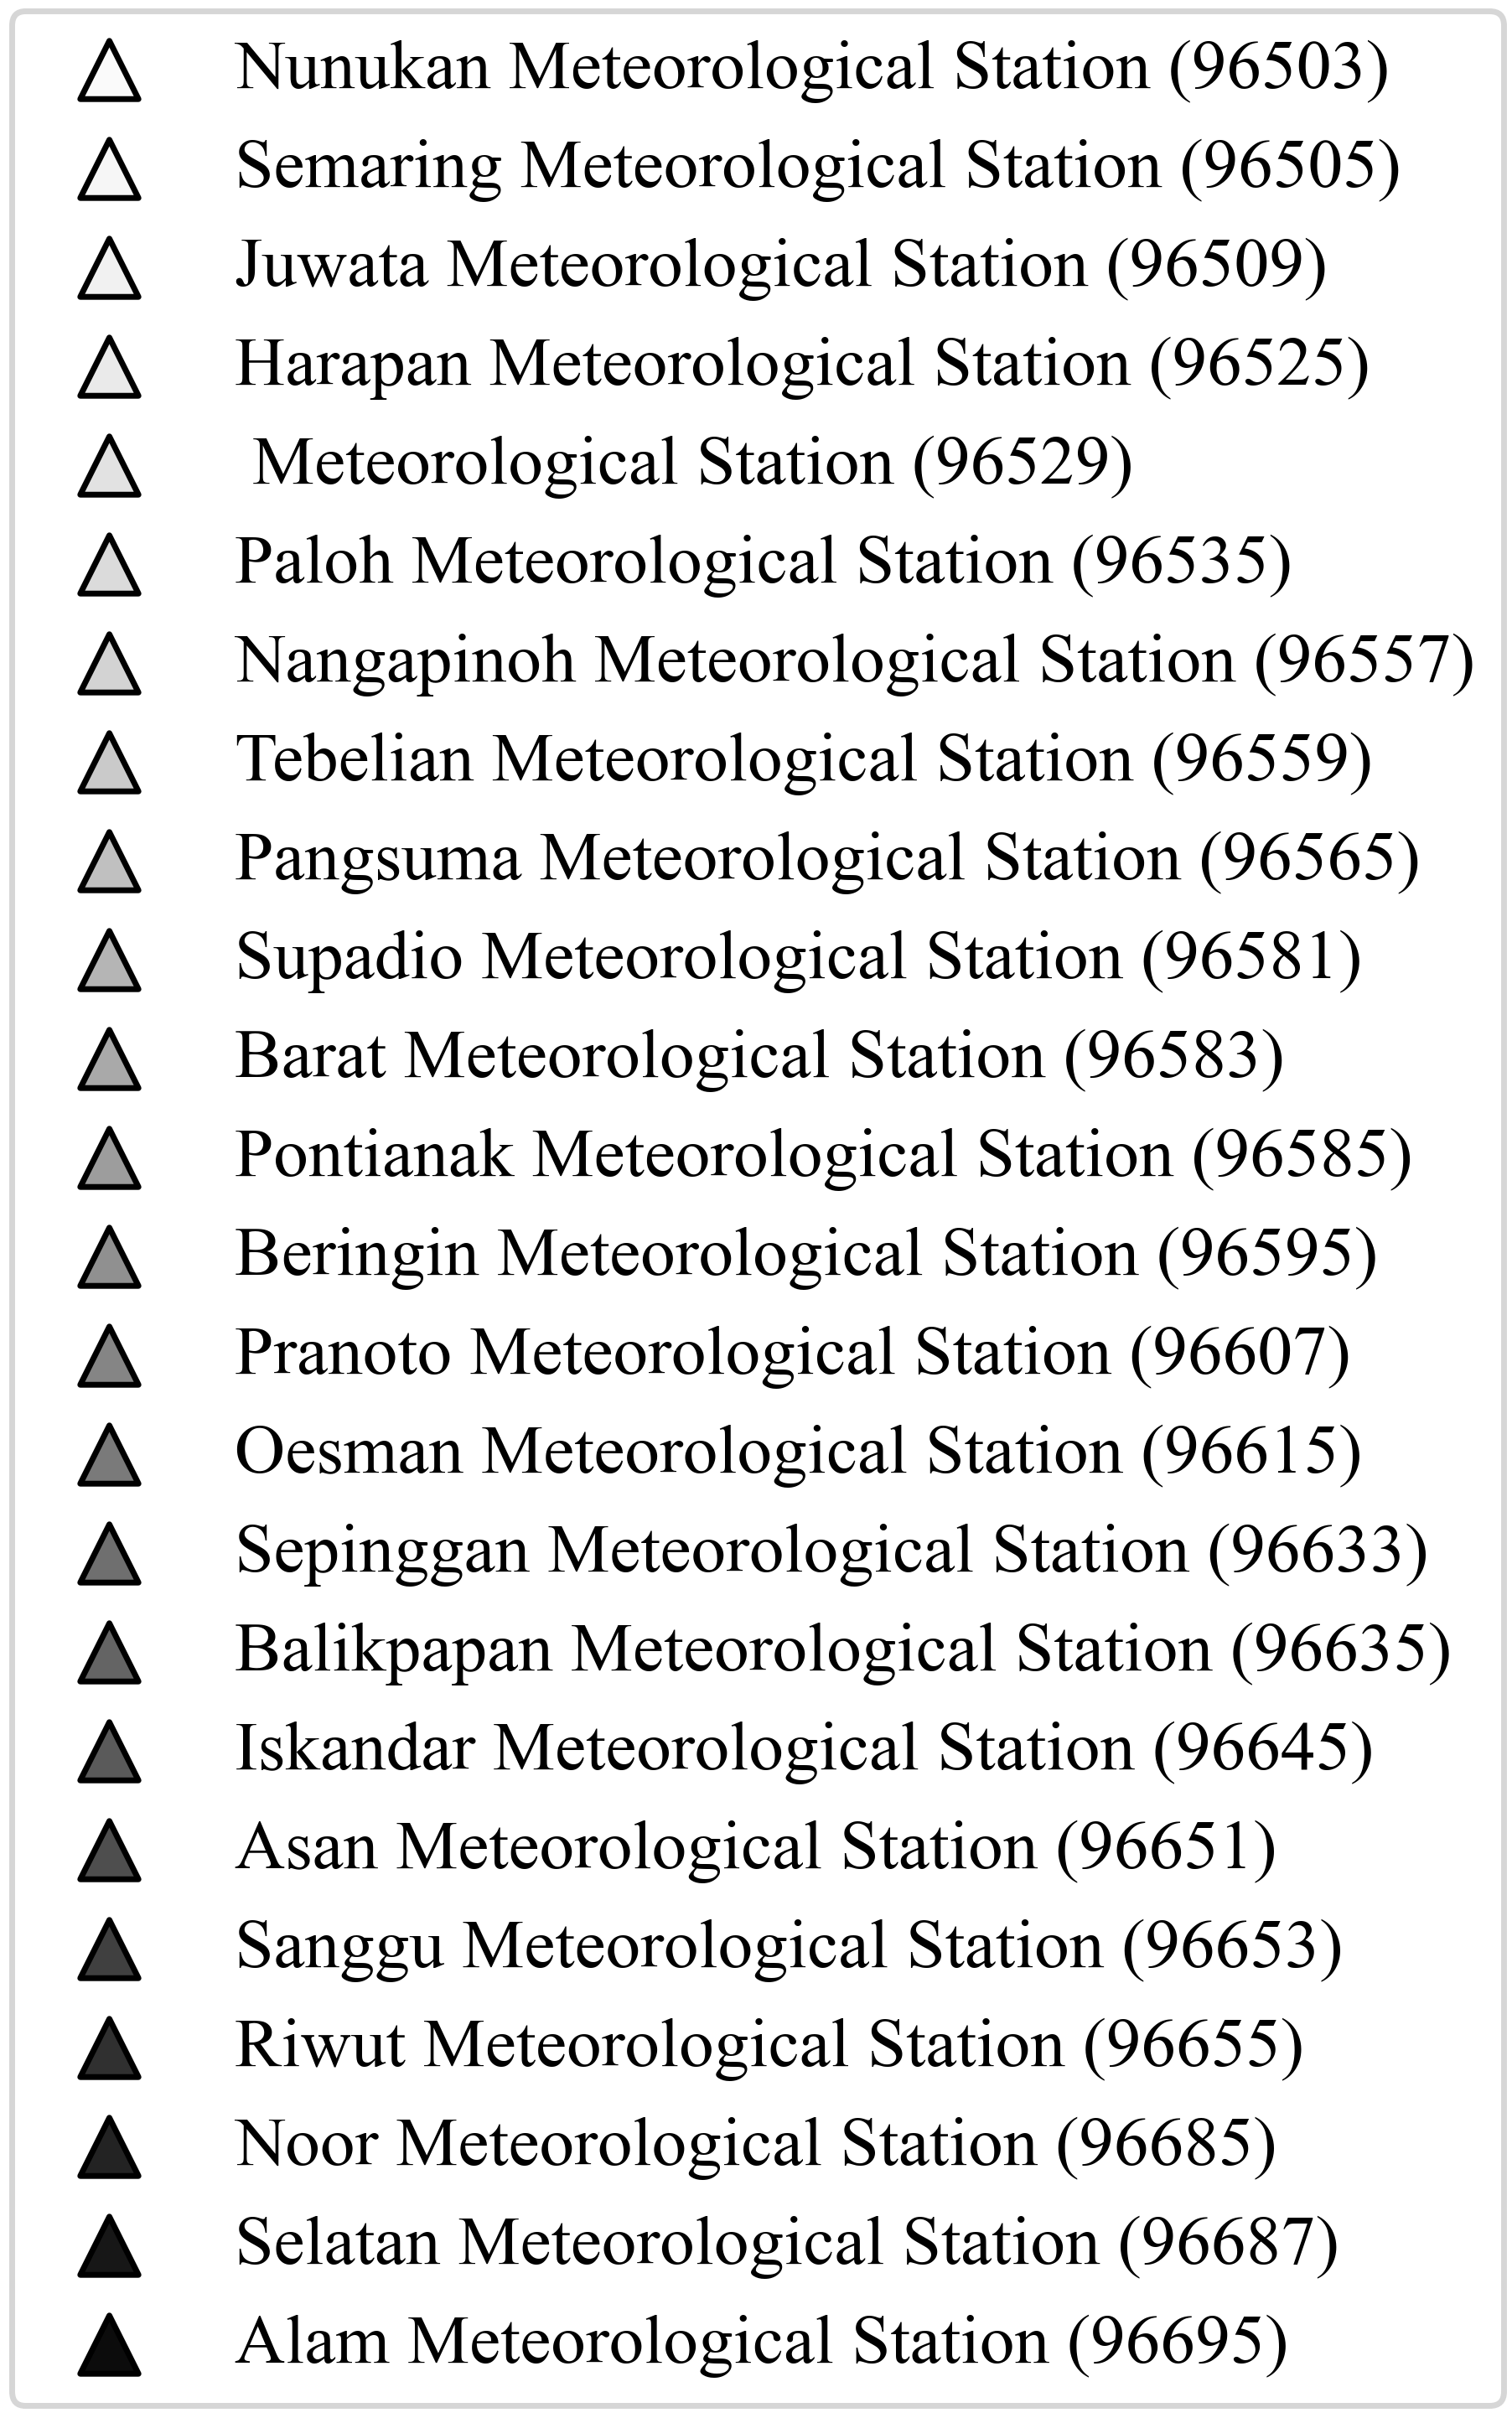 Nunukan Meteorological Station (96503)
Semaring Meteorological Station (96505)
Juwata Meteorological Station (96509)
Harapan Meteorological Station (96525)
Meteorological Station (96529)
Paloh Meteorological Station (96535)
Nangapinoh Meteorological Station (96557)
Tebelian Meteorological Station (96559)
Pangsuma Meteorological Station (96565)
Supadio Meteorological Station (96581)
Barat Meteorological Station (96583)
Pontianak Meteorological Station (96585)
Beringin Meteorological Station (96595)
Pranoto Meteorological Station (96607)
Oesman Meteorological Station (96615)
Sepinggan Meteorological Station (96633)
Balikpapan Meteorological Station (96635)
Iskandar Meteorological Station (96645)
Asan Meteorological Station (96651)
Sanggu Meteorological Station (96653)
Riwut Meteorological Station (96655)
Noor Meteorological Station (96685)
Selatan Meteorological Station (96687)
Alam Meteorological Station (96695)